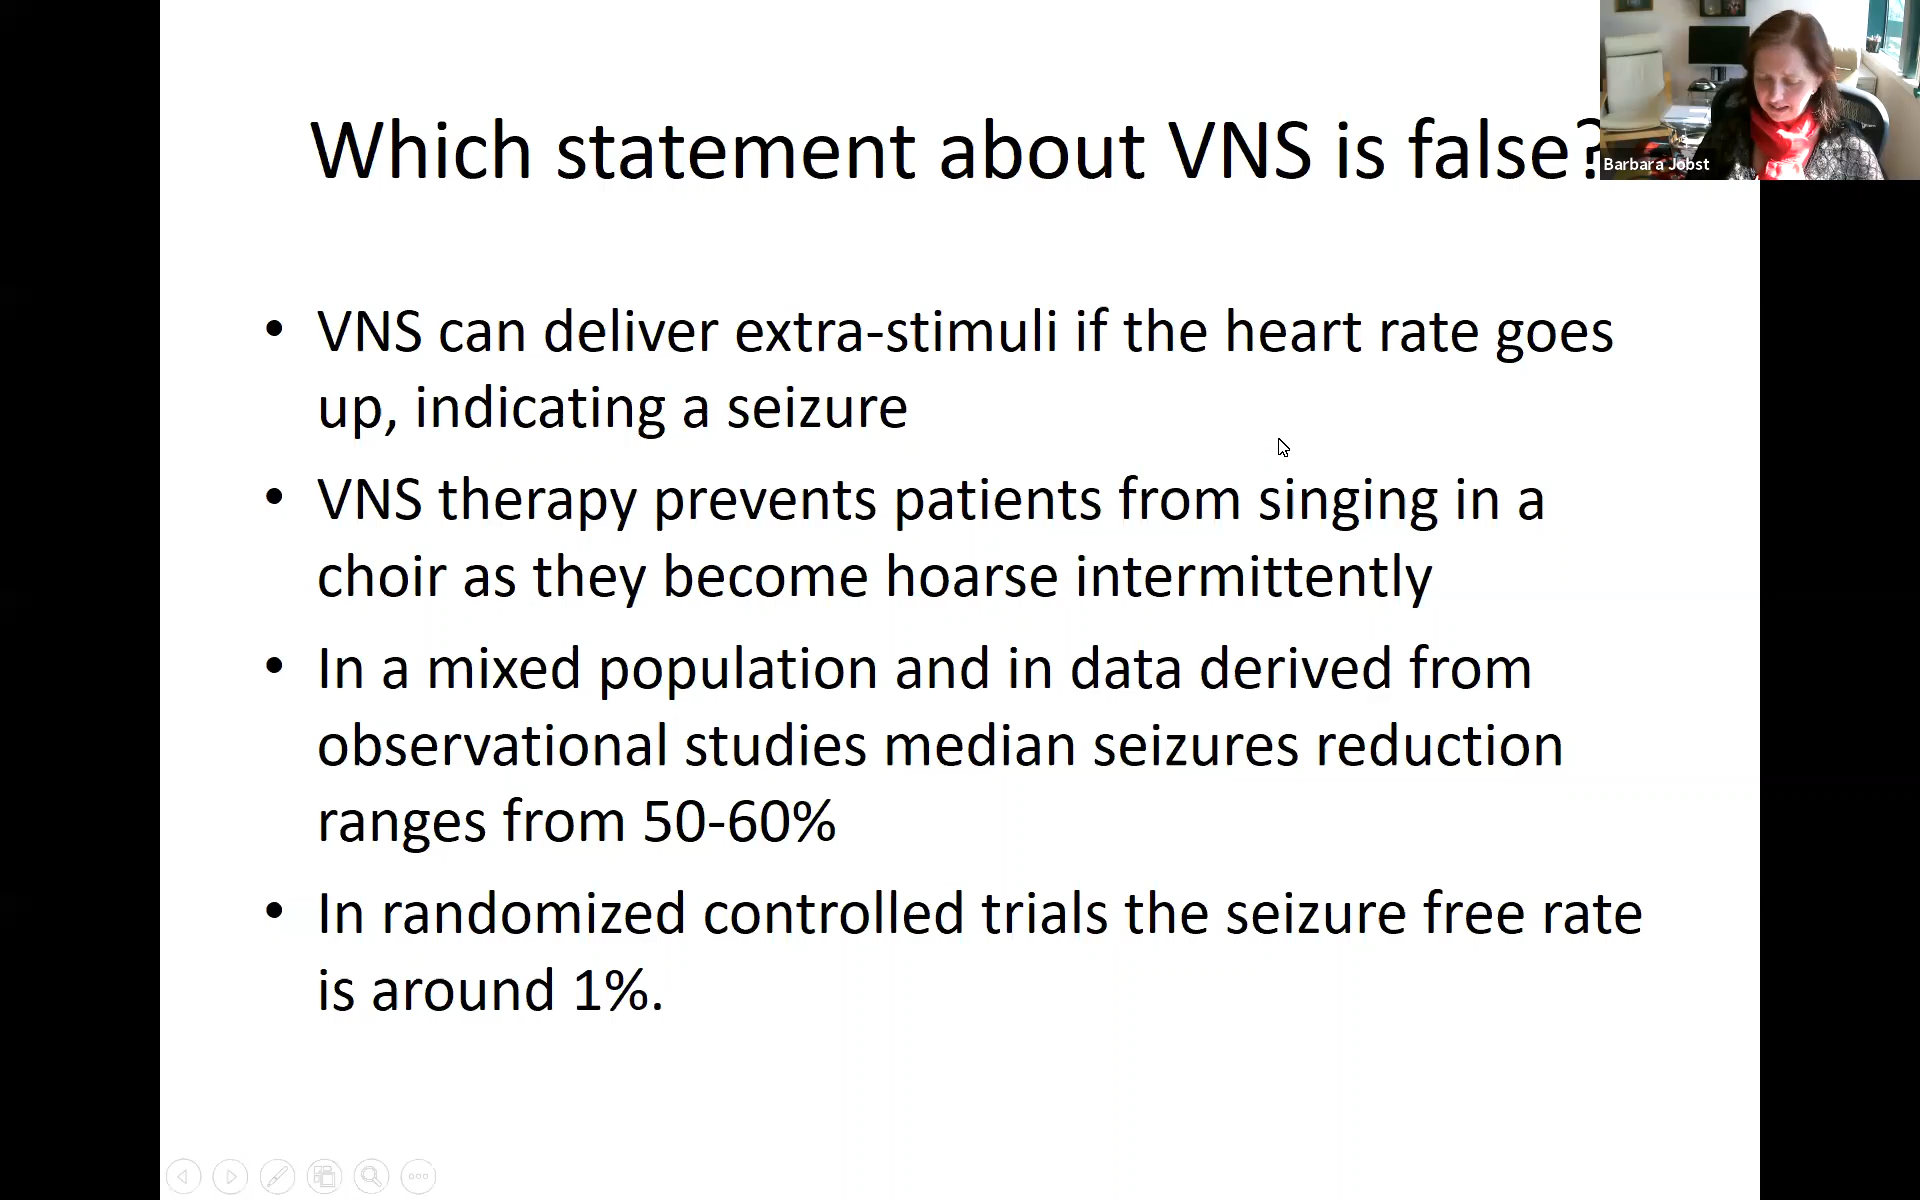 Which statement about VNS is false?
Barbara Jobst
• VNS can deliver extra-stimuli if the heart rate goes
up, indicating a seizure
• VNS therapy prevents patients from singing in a
choir as they become hoarse intermittently
• In a mixed population and in data derived from
observational studies median seizures reduction
ranges from 50-60%
• In randomized controlled trials the seizure free rate
is around 1%.